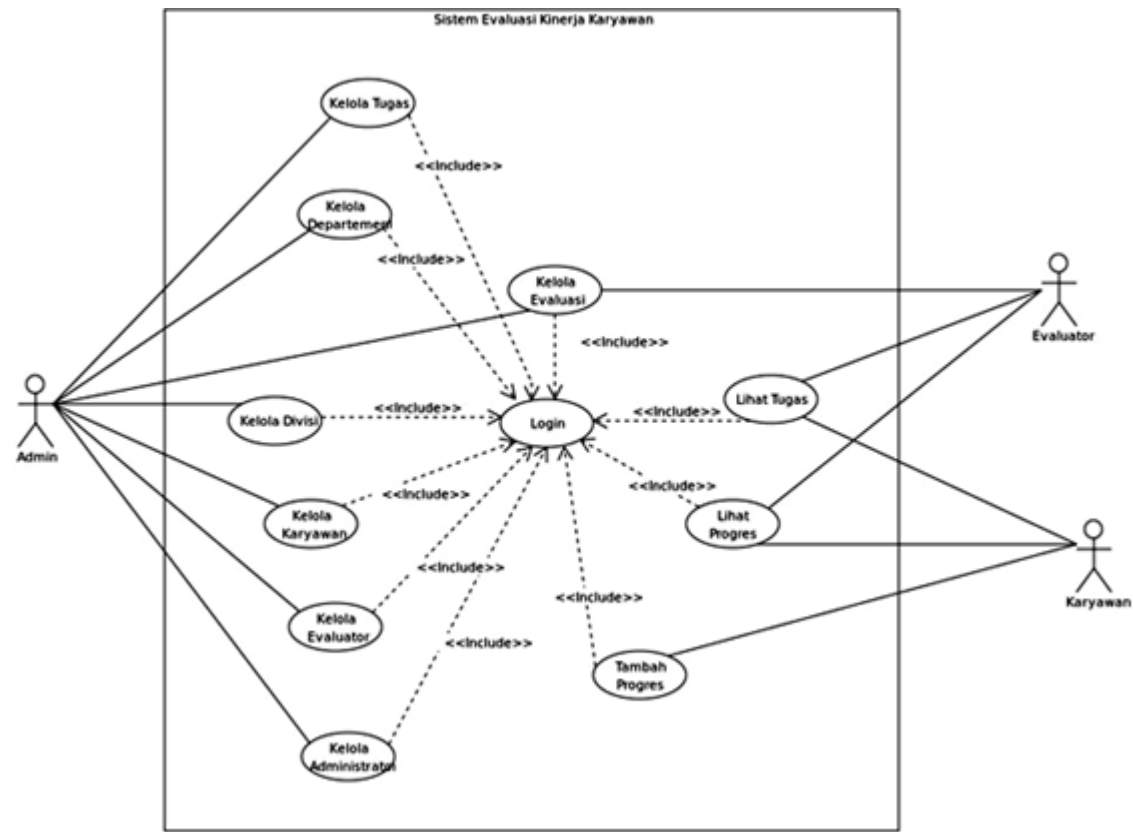 Sistem Evaluasi Kinerja Karyawan
Kelola Tugas
<<Include>>
Kelola
Departemen
<<Include>>
Kelola
Evaluasi
<<Include>>
Evaluator
Admin
Kelola Divisi
<<Include>>
Login
<<Include>>
Lihat Tugas
Kelola
Karyawan
<<Include>>
<<Include>>
Lihat
Progres
Kelola
Evaluator
<<Include>>
<<Include>>
Karyawan
Kelola
Administrator
<<Include>>
Tambah
Progres